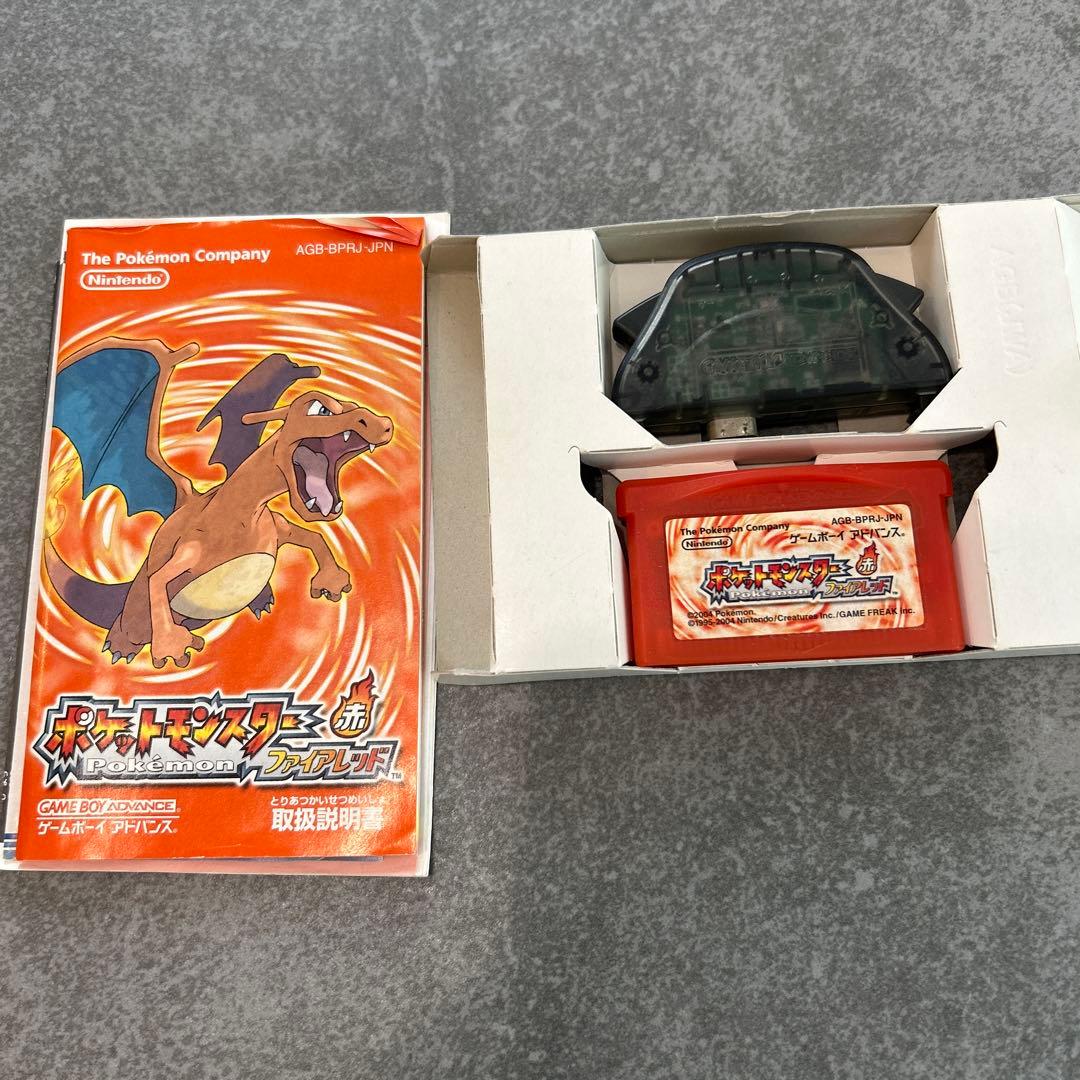 The Pokémon Company
AGB-BPRJ-JPN
Nintendo
ポケットモンスター
赤
Pokémon
ファイアレッド
TM
GAME BOY ADVANCE
ゲームボーイ アドバンス®
とりあつかいせつめいしょ
取扱説明書
The Pokémon Company
AGB-BPRJ-JPN
Nintendo
ゲームボーイ アドバンス®
ポケットモンスター
赤
Pokémon
ファイアレッド
TM
©2004 Pokémon.
©1995-2004 Nintendo/Creatures inc./GAME FREAK inc.